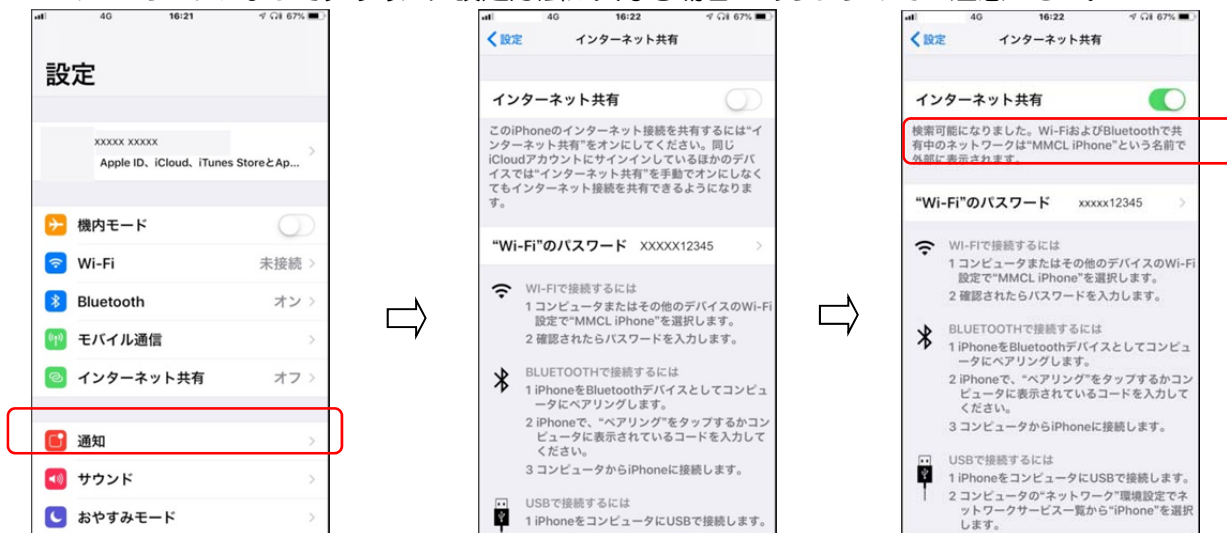 4G 16:21 67%
設定
xxxxx xxxxx
Apple ID、iCloud、iTunes StoreとAp...
機内モード
Wi-Fi 未接続
Bluetooth オン
モバイル通信
インターネット共有 オフ
通知
サウンド
おやすみモード
4G 16:22 67%
設定 インターネット共有
インターネット共有
このiPhoneのインターネット接続を共有するには"イ
ンターネット共有"をオンにしてください。同じ
iCloudアカウントにサインインしているほかのデバ
イスでは"インターネット共有"を手動でオンにしなく
てもインターネット接続を共有できるようになりま
す。
"Wi-Fi"のパスワード XXXXX12345
WI-FIで接続するには
1 コンピュータまたはその他のデバイスのWi-Fi
設定で"MMCL iPhone"を選択します。
2 確認されたらパスワードを入力します。
BLUETOOTHで接続するには
1 iPhoneをBluetoothデバイスとしてコンピュ
ータにペアリングします。
2 iPhoneで、"ペアリング"をタップするかコン
ピュータに表示されているコードを入力して
ください。
3 コンピュータからiPhoneに接続します。
USBで接続するには
1 iPhoneをコンピュータにUSBで接続します。
4G 16:22 67%
設定 インターネット共有
インターネット共有
検索可能になりました。Wi-FiおよびBluetoothで共
有中のネットワークは"MMCL iPhone"という名前で
外部に表示されます。
"Wi-Fi"のパスワード xxxxx12345
WI-FIで接続するには
1 コンピュータまたはその他のデバイスのWi-Fi
設定で"MMCL iPhone"を選択します。
2 確認されたらパスワードを入力します。
BLUETOOTHで接続するには
1 iPhoneをBluetoothデバイスとしてコンピュ
ータにペアリングします。
2 iPhoneで、"ペアリング"をタップするかコン
ピュータに表示されているコードを入力して
ください。
3 コンピュータからiPhoneに接続します。
USBで接続するには
1 iPhoneをコンピュータにUSBで接続します。
2 コンピュータの"ネットワーク"環境設定でネ
ットワークサービス一覧から"iPhone"を選択
します。